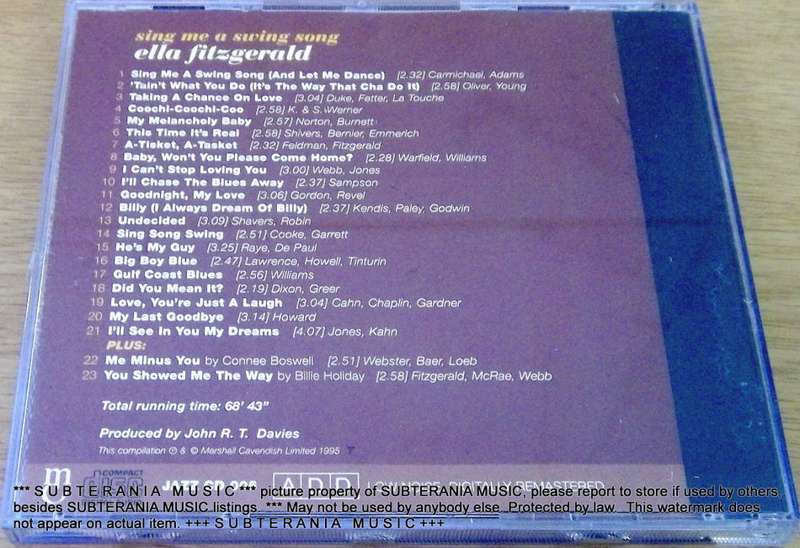 sing me a swing song
ella fitzgerald
1 Sing Me A Swing Song (And Let Me Dance) [2.32] Carmichael, Adams
2 'Tain't What You Do (It's The Way That Cha Do It) [2.58] Oliver, Young
3 Taking A Chance On Love [3.04] Duke, Fetter, La Touche
4 Coochi-Coochi-Coo [2.58] K. & S. Werner
5 My Melancholy Baby [2.57] Norton, Burnett
6 This Time It's Real [2.58] Shivers, Bernier, Emmerich
7 A-Tisket, A-Tasket [2.32] Feldman, Fitzgerald
8 Baby, Won't You Please Come Home? [2.28] Warfield, Williams
9 I Can't Stop Loving You [3.00] Webb, Jones
10 I'll Chase The Blues Away [2.37] Sampson
11 Goodnight, My Love [3.06] Gordon, Revel
12 Billy (I Always Dream Of Billy) [2.37] Kendis, Paley, Godwin
13 Undecided [3.09] Shavers, Robin
14 Sing Song Swing [2.51] Cooke, Garrett
15 He's My Guy [3.25] Raye, De Paul
16 Big Boy Blue [2.47] Lawrence, Howell, Tinturin
17 Gulf Coast Blues [2.56] Williams
18 Did You Mean It? [2.19] Dixon, Greer
19 Love, You're Just A Laugh [3.04] Cahn, Chaplin, Gardner
20 My Last Goodbye [3.14] Howard
21 I'll See In You My Dreams [4.07] Jones, Kahn
PLUS:
22 Me Minus You by Connee Boswell [2.51] Webster, Baer, Loeb
23 You Showed Me The Way by Billie Holiday [2.58] Fitzgerald, McRae, Webb
Total running time: 68' 43"
Produced by John R. T. Davies
This compilation ℗ & © Marshall Cavendish Limited 1995
m
COMPACT
JAZZ CD ADD LOW NOISE, DIGITALLY REMASTERED
*** S U B T E R A N I A M U S I C *** picture property of SUBTERANIA MUSIC, please report to store if used by others
besides SUBTERANIA MUSIC listings. *** May not be used by anybody else Protected by law This watermark does
not appear on actual item. +++ S U B T E R A N I A M U S I C +++